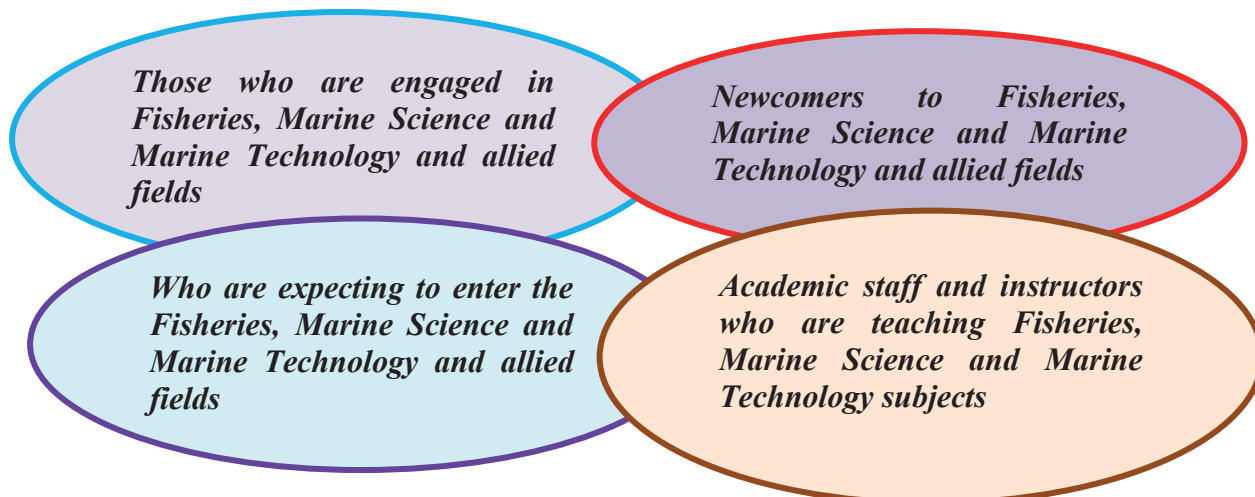 Those who are engaged in
Fisheries, Marine Science and
Marine Technology and allied
fields
Newcomers to Fisheries,
Marine Science and Marine
Technology and allied fields
Who are expecting to enter the
Fisheries, Marine Science and
Marine Technology and allied
fields
Academic staff and instructors
who are teaching Fisheries,
Marine Science and Marine
Technology subjects